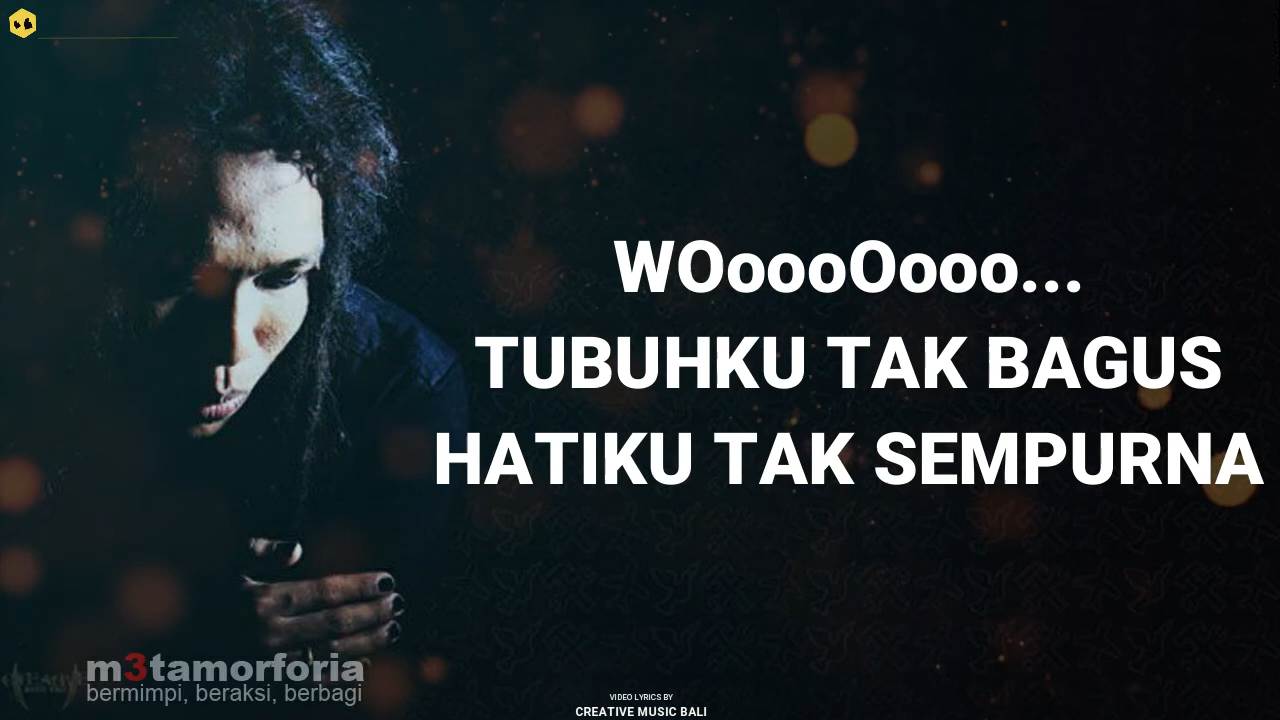 WOoooOooo...
TUBUHKU TAK BAGUS
HATIKU TAK SEMPURNA
m3tamorforia
bermimpi, beraksi, berbagi
VIDEO LYRICS BY
CREATIVE MUSIC BALI